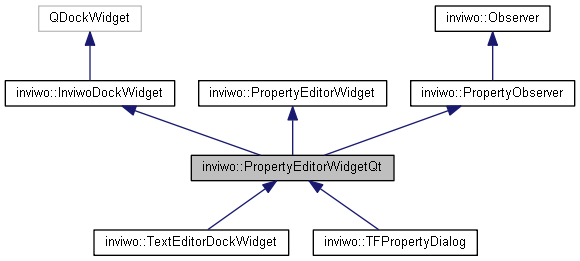 QDockWidget
inviwo::Observer
inviwo::InviwoDockWidget
inviwo::PropertyEditorWidget
inviwo::PropertyObserver
inviwo::PropertyEditorWidgetQt
inviwo::TextEditorDockWidget
inviwo::TFPropertyDialog